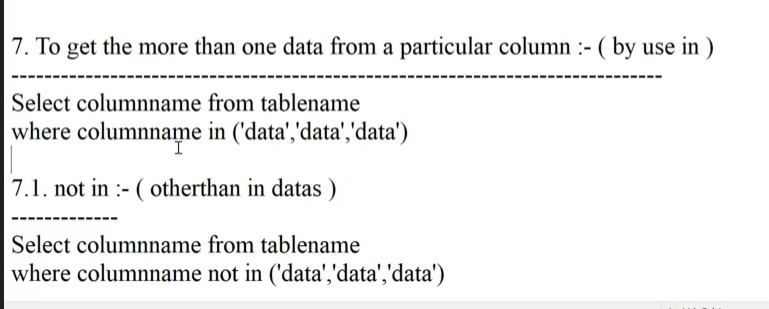 7. To get the more than one data from a particular column :- ( by use in )
-------------------------------------------------------------------------------
Select columnname from tablename
where columnname in ('data','data','data')
7.1. not in :- ( otherthan in datas )
-------------
Select columnname from tablename
where columnname not in ('data','data','data')